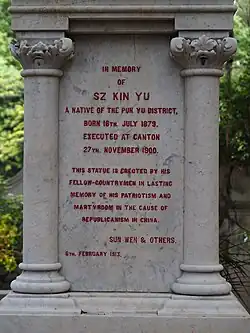 IN MEMORY
OF
SZ KIN YU
A NATIVE OF THE PUN YU DISTRICT,
BORN 16TH. JULY 1879.
EXECUTED AT CANTON
27TH. NOVEMBER 1900.
THIS STATUE IS ERECTED BY HIS
FELLOW-COUNTRYMEN IN LASTING
MEMORY OF HIS PATRIOTISM AND
MARTYRDOM IN THE CAUSE OF
REPUBLICANISM IN CHINA.
SUN WEN & OTHERS.
6TH. FEBRUARY 1913.